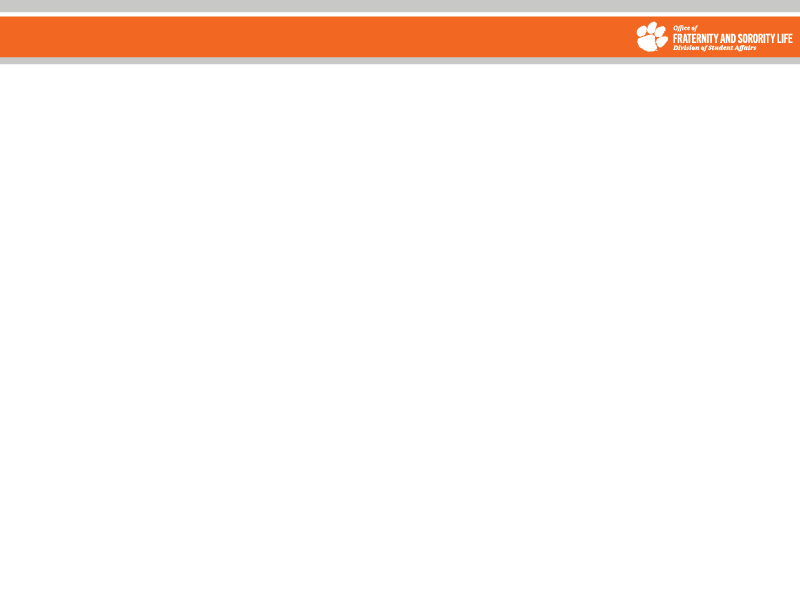 Office of
FRATERNITY AND SORORITY LIFE
Division of Student Affairs